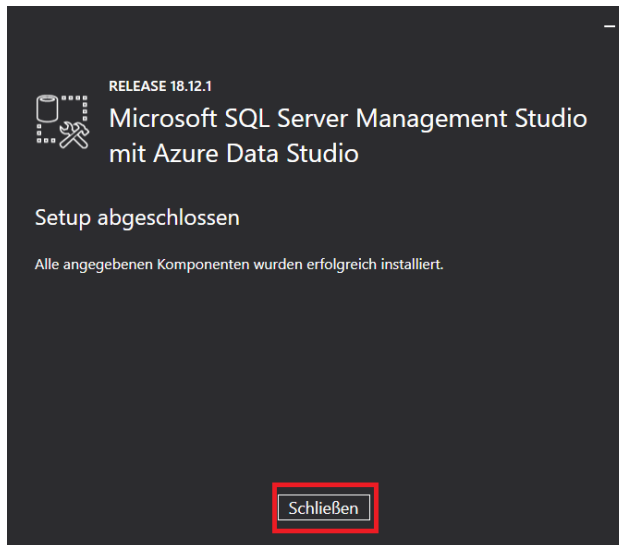 RELEASE 18.12.1
Microsoft SQL Server Management Studio
mit Azure Data Studio
Setup abgeschlossen
Alle angegebenen Komponenten wurden erfolgreich installiert.
Schließen